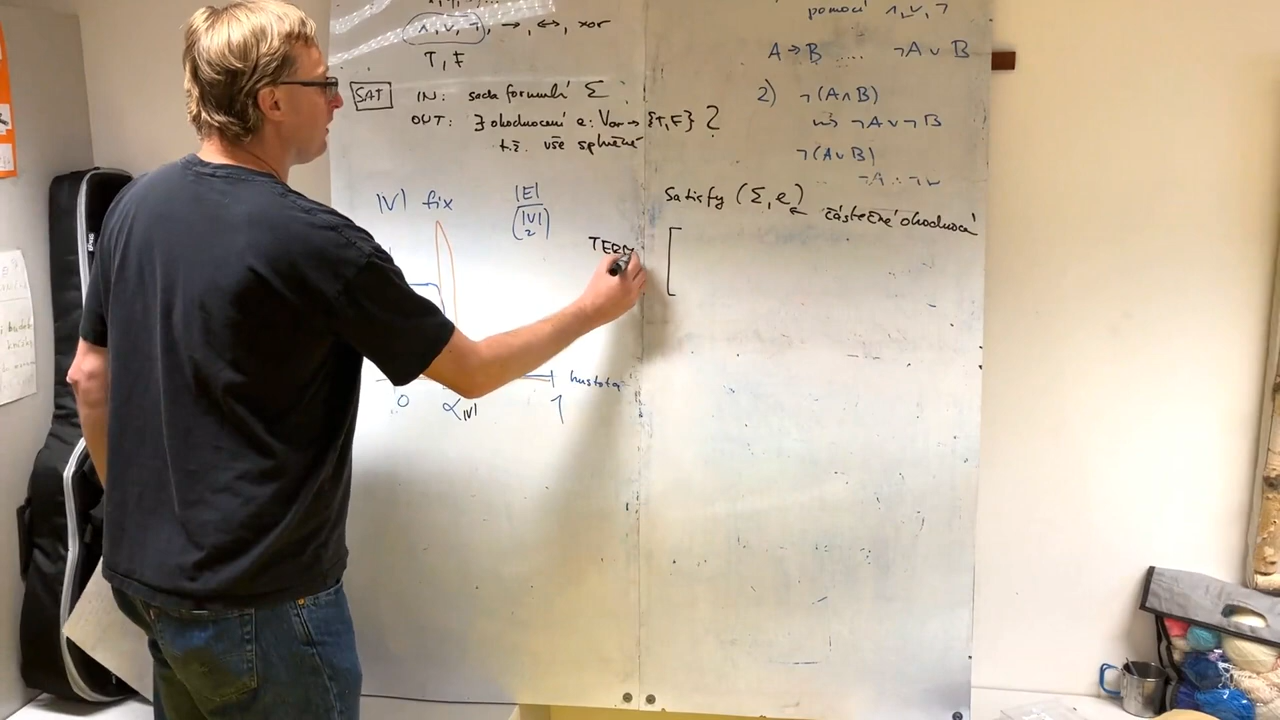 ∧, ∨, ¬, →, ↔, xor
T, F
SAT
IN: sada formulí Σ
OUT: ∃ ohodnocení e: Var → {T,F} ?
t.ž. vše splněné
|V| fix
|E|
(|V|
2)
TERM
0
α|V|
1
hustota
pomocí ∧, ∨, ¬
A → B ..... ¬A ∨ B
2) ¬(A∧B)
¬A ∨ ¬B
¬(A∨B)
Satisfy (Σ, e)
← částečné ohodnocení
[